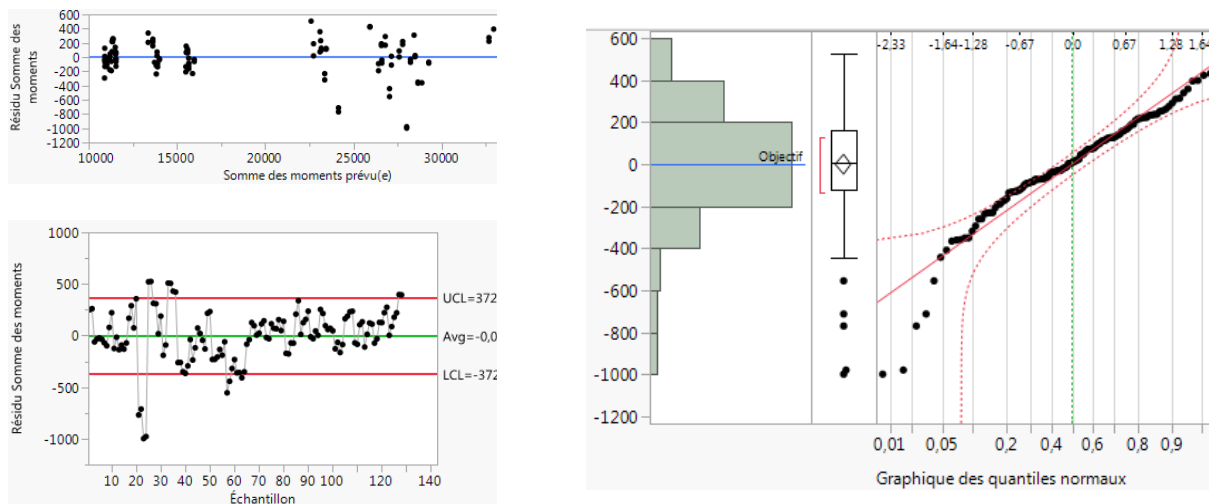 Résidu Somme des
moments
600
400
200
0
-200
-400
-600
-800
-1000
-1200
10000 15000 20000 25000 30000
Somme des moments prévu(e)
Résidu Somme des moments
1000
500
0
-500
-1000
UCL=372
Avg=-0,0
LCL=-372
10 20 30 40 50 60 70 80 90 100 120 140
Échantillon
600
400
200
0
-200
-400
-600
-800
-1000
-1200
Objectif
-2,33 -1,64 -1,28 -0,67 0,0 0,67 1,28 1,64
0,01 0,05 0,2 0,4 0,6 0,8 0,9
Graphique des quantiles normaux